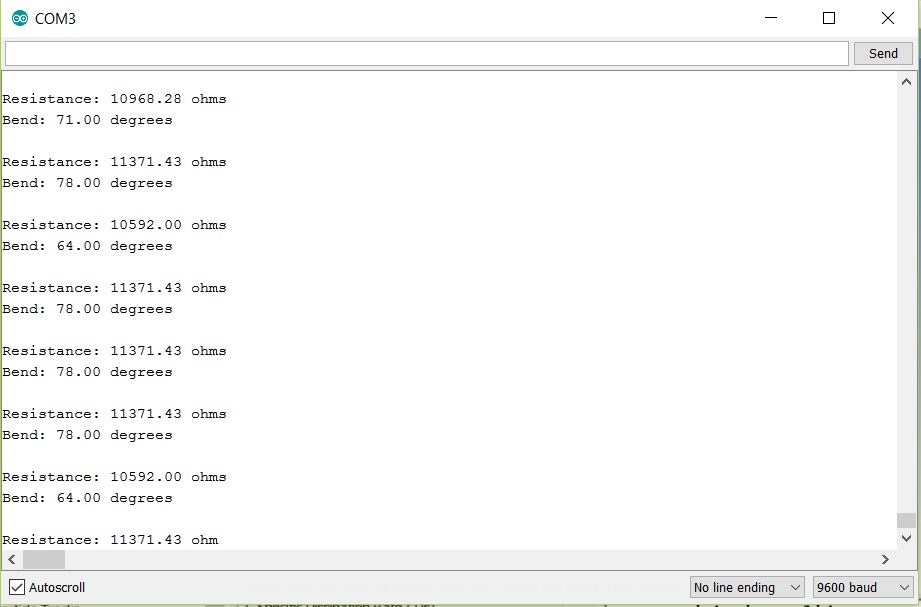 COM3
Send
Resistance: 10968.28 ohms
Bend: 71.00 degrees
Resistance: 11371.43 ohms
Bend: 78.00 degrees
Resistance: 10592.00 ohms
Bend: 64.00 degrees
Resistance: 11371.43 ohms
Bend: 78.00 degrees
Resistance: 11371.43 ohms
Bend: 78.00 degrees
Resistance: 11371.43 ohms
Bend: 78.00 degrees
Resistance: 10592.00 ohms
Bend: 64.00 degrees
Resistance: 11371.43 ohm
Autoscroll No line ending 9600 baud